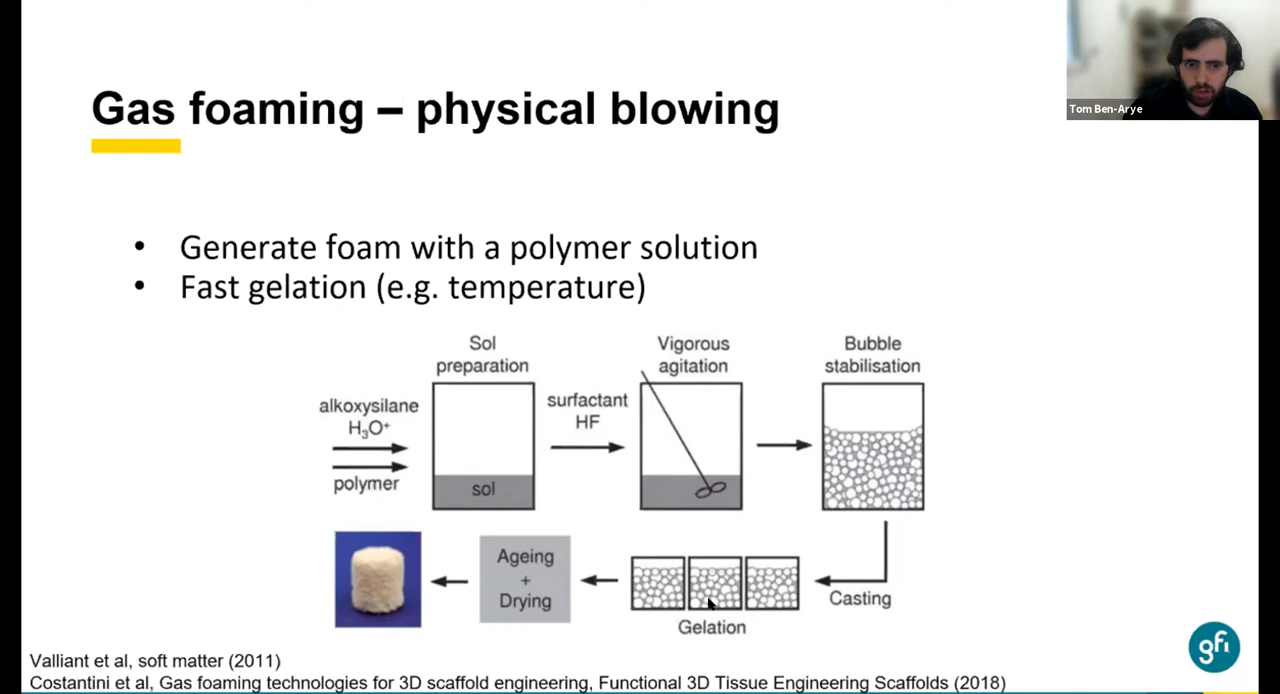 Tom Ben-Arye
Gas foaming – physical blowing
• Generate foam with a polymer solution
• Fast gelation (e.g. temperature)
Sol
preparation
Vigorous
agitation
Bubble
stabilisation
alkoxysilane
H₃O⁺
polymer
sol
surfactant
HF
Casting
Gelation
Ageing
+
Drying
Valliant et al, soft matter (2011)
Costantini et al, Gas foaming technologies for 3D scaffold engineering, Functional 3D Tissue Engineering Scaffolds (2018)
gfi